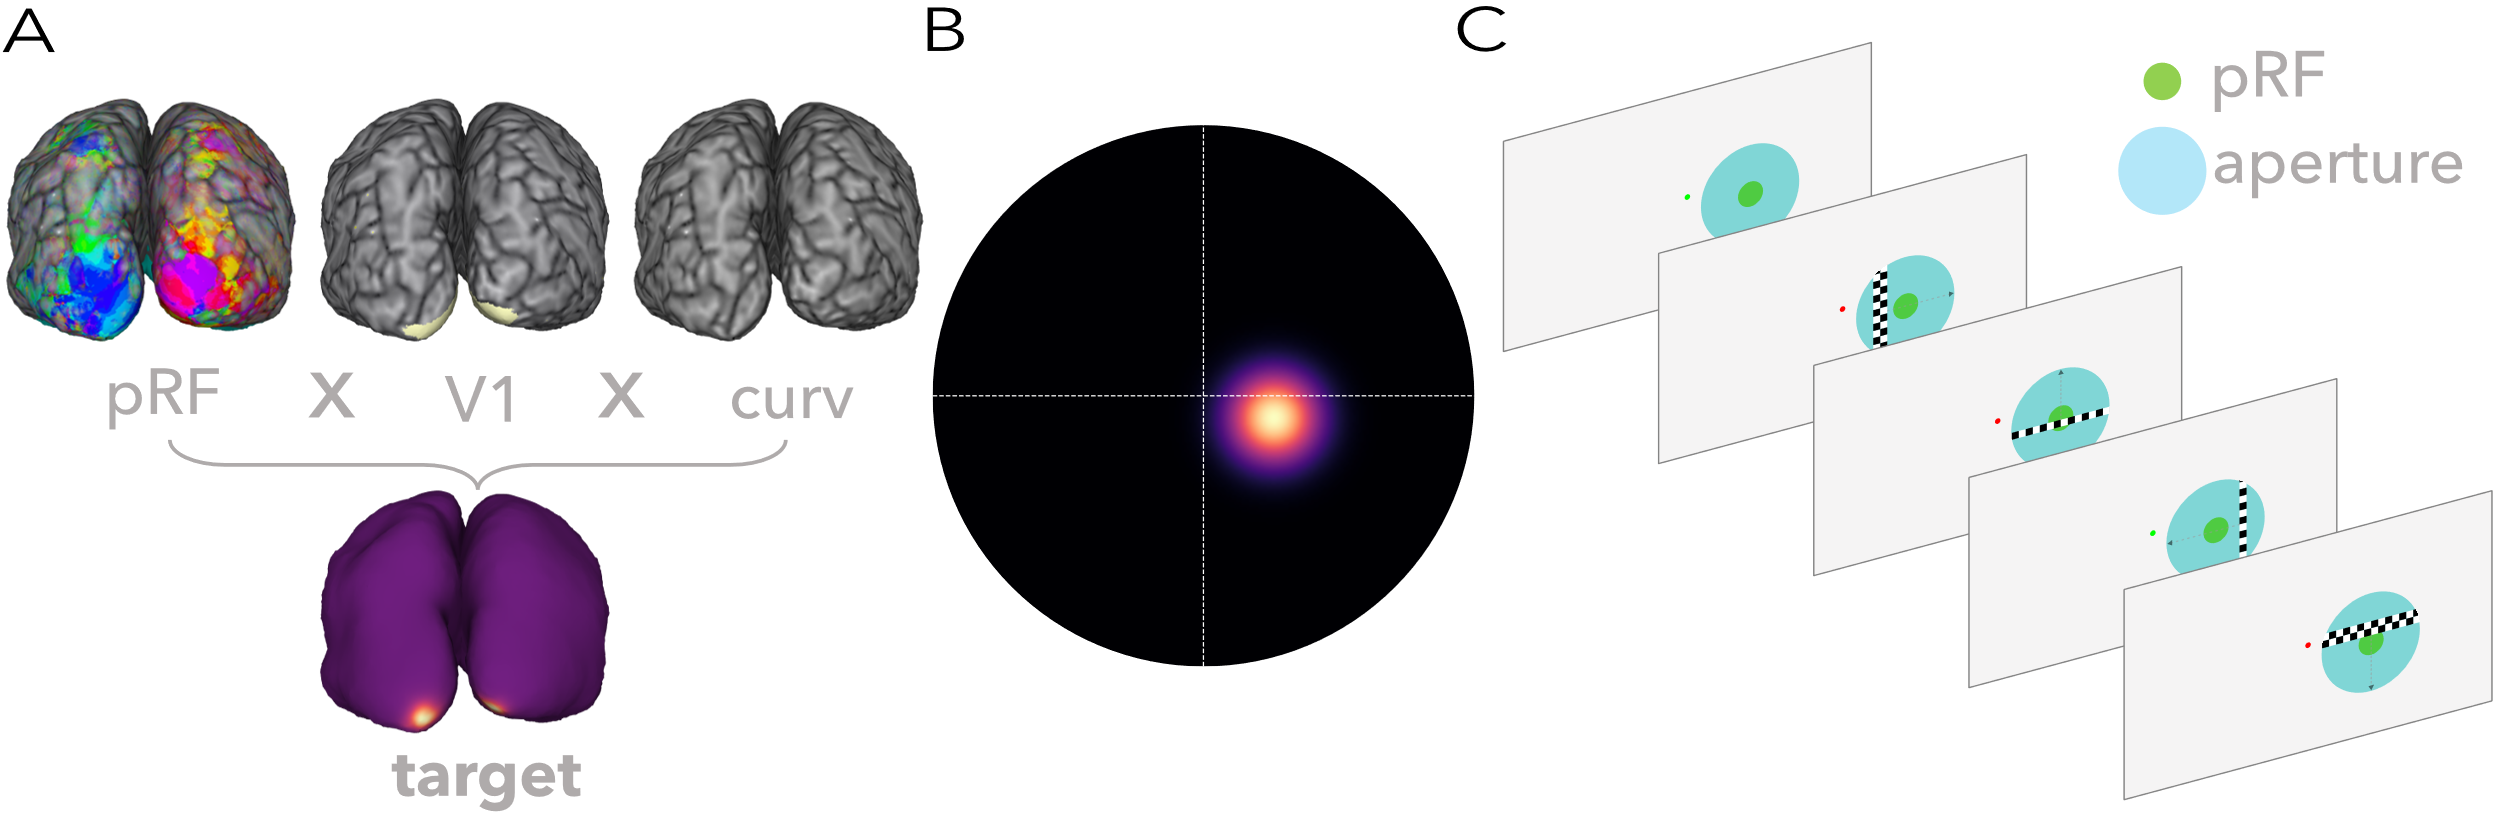 A
B
C
pRF
aperture
pRF X V1 X curv
target